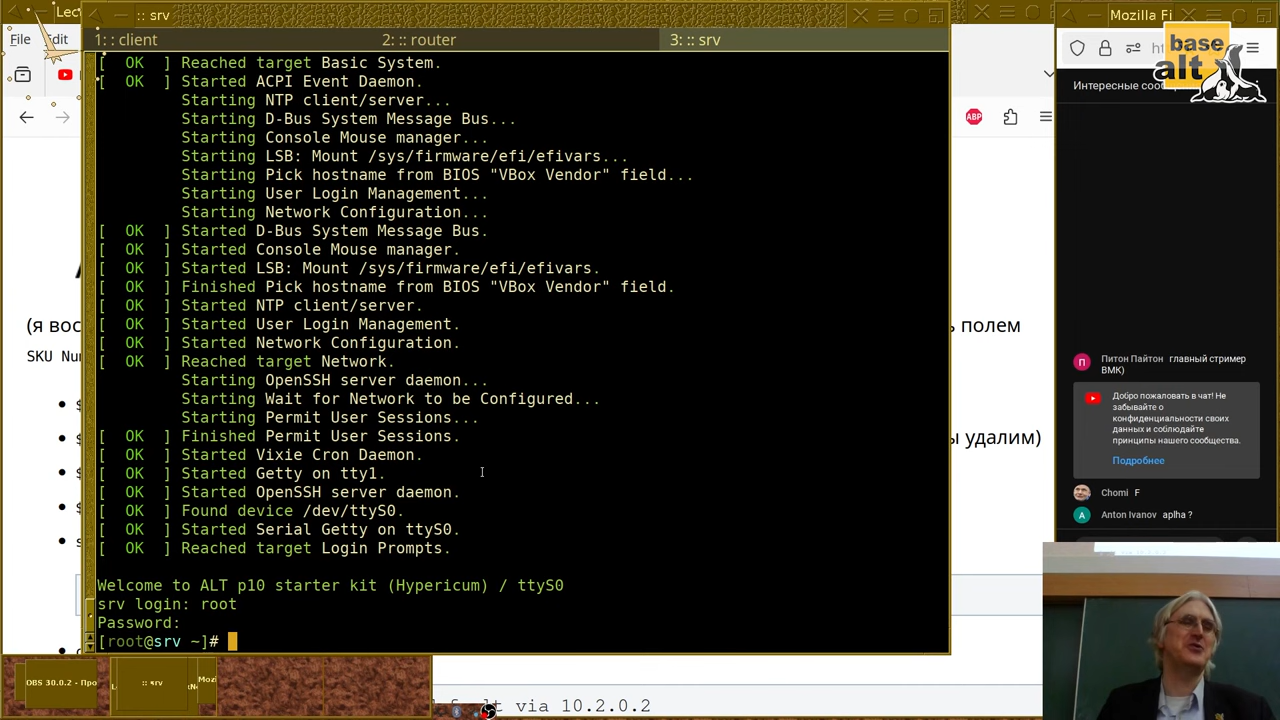 Lec
:: srv
Mozilla Fi
File
Edit
1: : client
2: :: router
3: :: srv
base
alt
ht
ABP
Интересные сооб
[  OK  ] Reached target Basic System.
[  OK  ] Started ACPI Event Daemon.
Starting NTP client/server...
Starting D-Bus System Message Bus...
Starting Console Mouse manager...
Starting LSB: Mount /sys/firmware/efi/efivars...
Starting Pick hostname from BIOS "VBox Vendor" field...
Starting User Login Management...
Starting Network Configuration...
[  OK  ] Started D-Bus System Message Bus.
[  OK  ] Started Console Mouse manager.
[  OK  ] Started LSB: Mount /sys/firmware/efi/efivars.
[  OK  ] Finished Pick hostname from BIOS "VBox Vendor" field.
[  OK  ] Started NTP client/server.
[  OK  ] Started User Login Management.
[  OK  ] Started Network Configuration.
[  OK  ] Reached target Network.
Starting OpenSSH server daemon...
Starting Wait for Network to be Configured...
Starting Permit User Sessions...
[  OK  ] Finished Permit User Sessions.
[  OK  ] Started Vixie Cron Daemon.
[  OK  ] Started Getty on tty1.
[  OK  ] Started OpenSSH server daemon.
[  OK  ] Found device /dev/ttyS0.
[  OK  ] Started Serial Getty on ttyS0.
[  OK  ] Reached target Login Prompts.
Welcome to ALT p10 starter kit (Hypericum) / ttyS0
srv login: root
Password:
[root@srv ~]#
(я вос
ь полем
SKU Nu
ы удалим)
П
Питон Пайтон главный стример
ВМК)
Добро пожаловать в чат! Не
забывайте о
конфиденциальности своих
данных и соблюдайте
принципы нашего сообщества.
Подробнее
Chomi F
A
Anton Ivanov aplha ?
OBS 30.0.2 - Про
:: srv
Mozi
t via 10.2.0.2